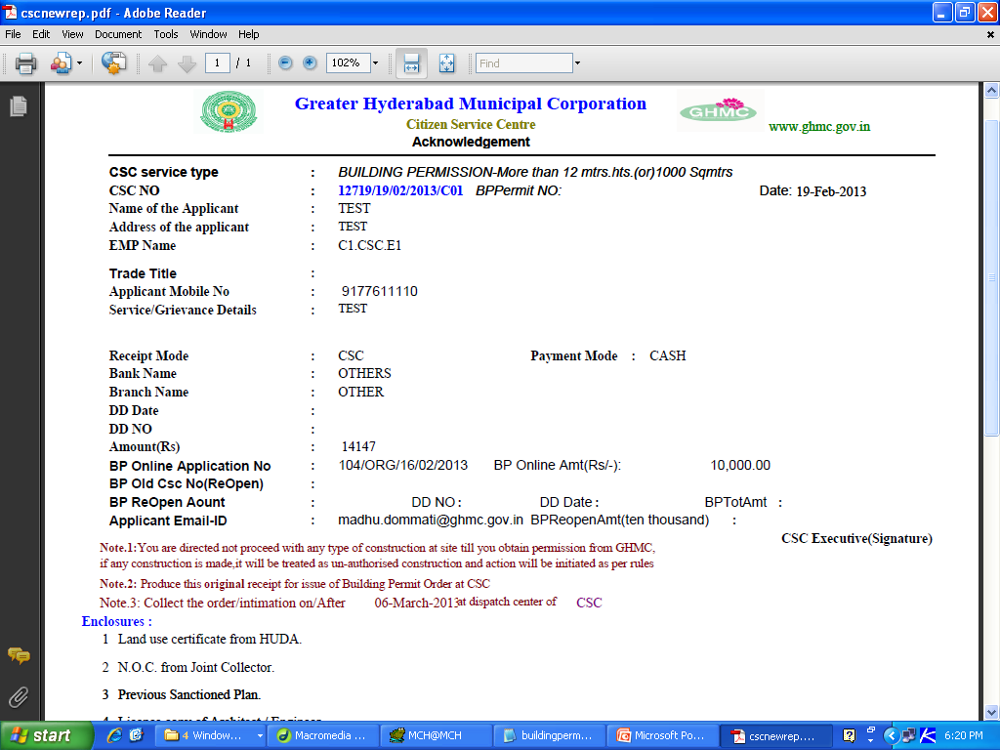 cscnewrep.pdf - Adobe Reader
File Edit View Document Tools Window Help
1 / 1 102% Find
Greater Hyderabad Municipal Corporation
Citizen Service Centre
Acknowledgement
GHMC
www.ghmc.gov.in
CSC service type : BUILDING PERMISSION-More than 12 mtrs.hts.(or)1000 Sqmtrs
CSC NO : 12719/19/02/2013/C01 BPPermit NO: Date: 19-Feb-2013
Name of the Applicant : TEST
Address of the applicant : TEST
EMP Name : C1.CSC.E1
Trade Title :
Applicant Mobile No : 9177611110
Service/Grievance Details : TEST
Receipt Mode : CSC Payment Mode : CASH
Bank Name : OTHERS
Branch Name : OTHER
DD Date :
DD NO :
Amount(Rs) : 14147
BP Online Application No : 104/ORG/16/02/2013 BP Online Amt(Rs/-): 10,000.00
BP Old Csc No(ReOpen) :
BP ReOpen Aount : DD NO : DD Date : BPTotAmt :
Applicant Email-ID : madhu.dommati@ghmc.gov.in BPReopenAmt(ten thousand) :
CSC Executive(Signature)
Note.1:You are directed not proceed with any type of construction at site till you obtain permission from GHMC,
if any construction is made,it will be treated as un-authorised construction and action will be initiated as per rules
Note.2: Produce this original receipt for issue of Building Permit Order at CSC
Note.3: Collect the order/intimation on/After 06-March-2013 at dispatch center of CSC
Enclosures :
1 Land use certificate from HUDA.
2 N.O.C. from Joint Collector.
3 Previous Sanctioned Plan.
4 Licence copy of Architect / Engineer
start 4 Window... Macromedia ... MCH@MCH buildingperm... Microsoft Po... cscnewrep.... 6:20 PM